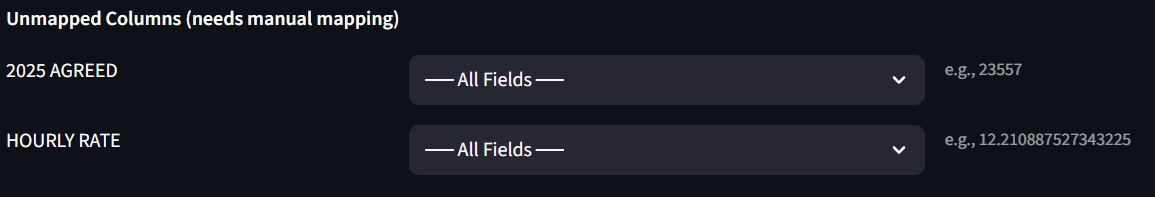 Unmapped Columns (needs manual mapping)
2025 AGREED
—— All Fields ——
e.g., 23557
HOURLY RATE
—— All Fields ——
e.g., 12.210887527343225